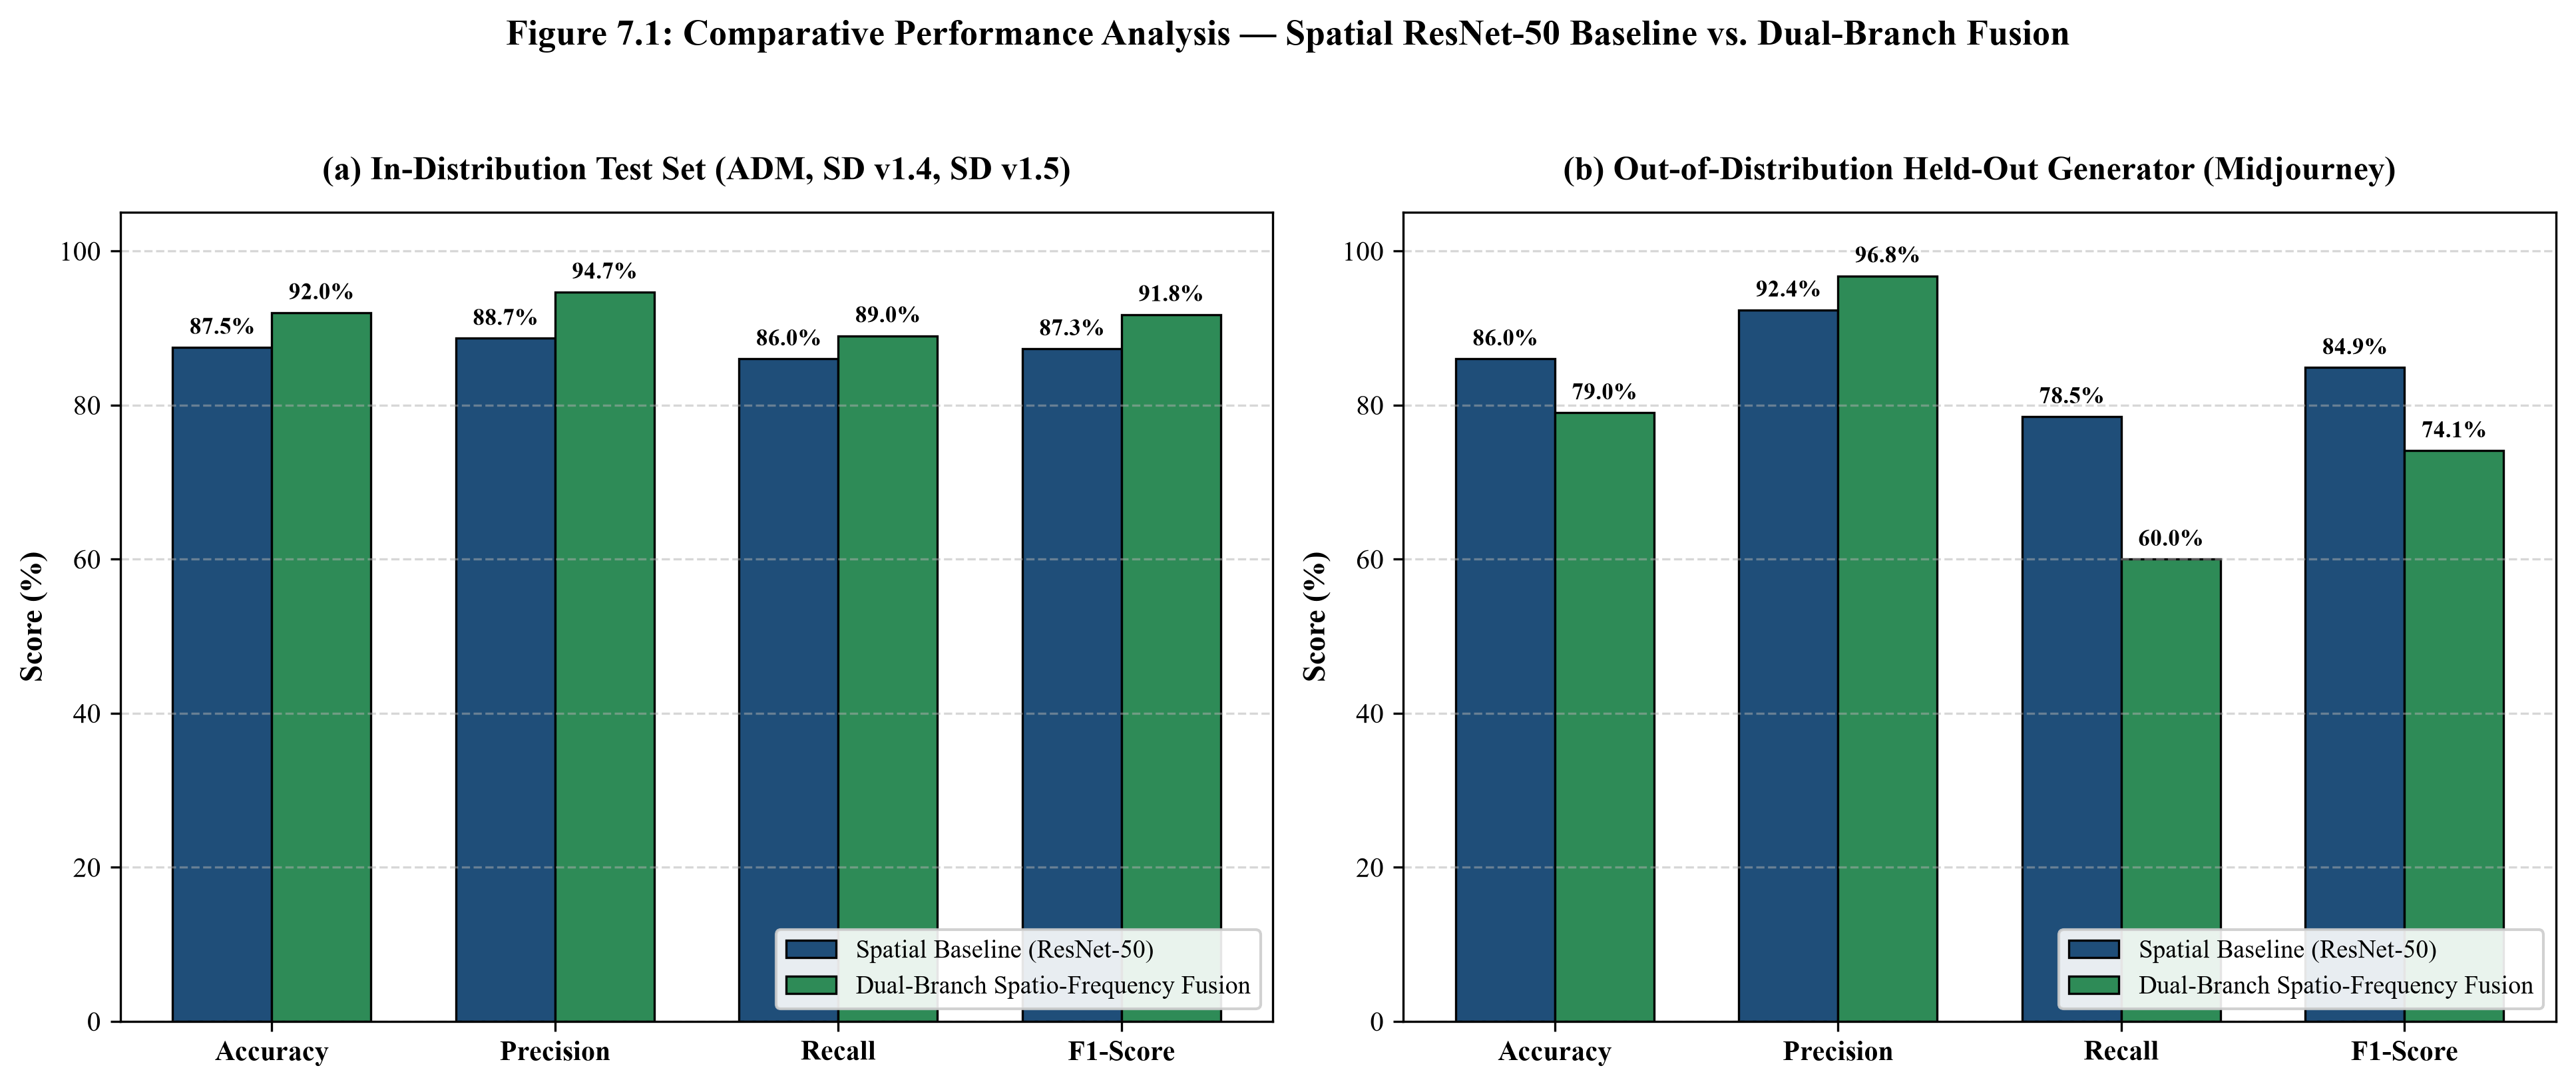 Figure 7.1: Comparative Performance Analysis — Spatial ResNet-50 Baseline vs. Dual-Branch Fusion
(a) In-Distribution Test Set (ADM, SD v1.4, SD v1.5)
Score (%)
100
80
60
40
20
0
87.5%
92.0%
88.7%
94.7%
86.0%
89.0%
87.3%
91.8%
Spatial Baseline (ResNet-50)
Dual-Branch Spatio-Frequency Fusion
Accuracy
Precision
Recall
F1-Score
(b) Out-of-Distribution Held-Out Generator (Midjourney)
Score (%)
100
80
60
40
20
0
86.0%
79.0%
92.4%
96.8%
78.5%
60.0%
84.9%
74.1%
Spatial Baseline (ResNet-50)
Dual-Branch Spatio-Frequency Fusion
Accuracy
Precision
Recall
F1-Score